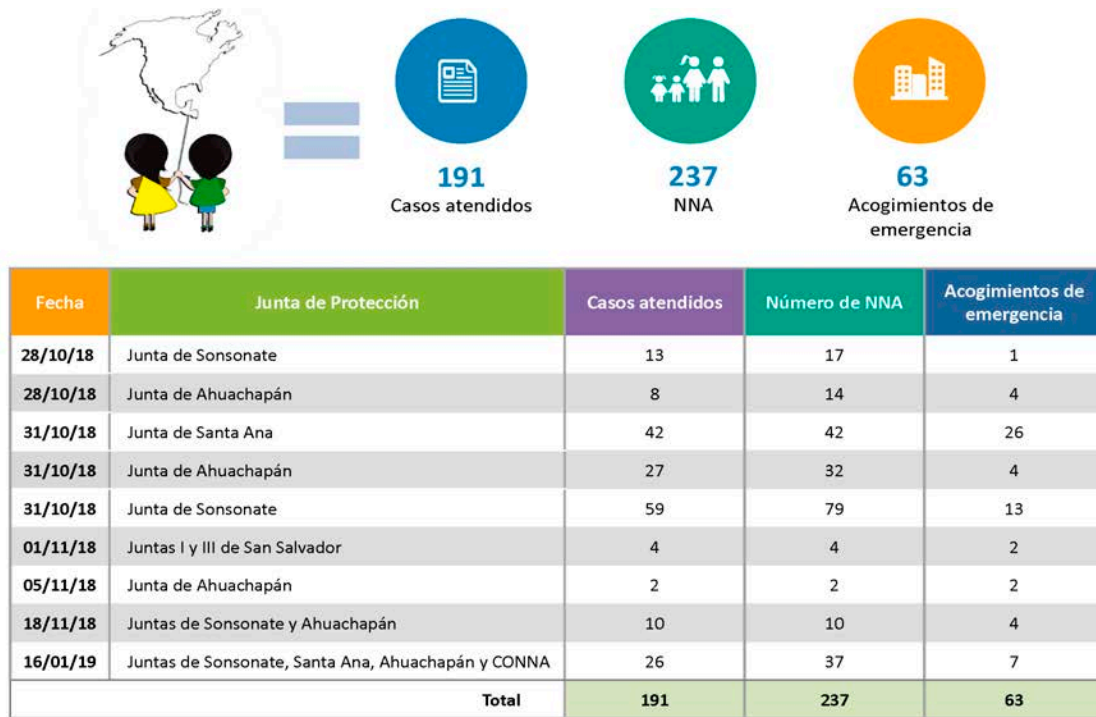 191
Casos atendidos
237
NNA
63
Acogimientos de
emergencia
Fecha Junta de Protección Casos atendidos Número de NNA Acogimientos de emergencia
28/10/18 Junta de Sonsonate 13 17 1
28/10/18 Junta de Ahuachapán 8 14 4
31/10/18 Junta de Santa Ana 42 42 26
31/10/18 Junta de Ahuachapán 27 32 4
31/10/18 Junta de Sonsonate 59 79 13
01/11/18 Juntas I y III de San Salvador 4 4 2
05/11/18 Junta de Ahuachapán 2 2 2
18/11/18 Juntas de Sonsonate y Ahuachapán 10 10 4
16/01/19 Juntas de Sonsonate, Santa Ana, Ahuachapán y CONNA 26 37 7
Total 191 237 63